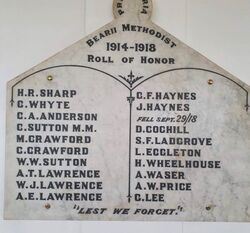 BEARII METHODIST
1914-1918
ROLL OF HONOR
H.R. SHARP
C. WHYTE
C.A. ANDERSON
C. SUTTON M.M.
M. CRAWFORD
C. CRAWFORD
W.W. SUTTON
A.T. LAWRENCE
W.J. LAWRENCE
A.E. LAWRENCE
C.F. HAYNES
J. HAYNES
FELL SEPT. 29/18
D. COGHILL
S.F. LADGROVE
L. EGGLETON
H. WHEELHOUSE
A. WASER
A.W. PRICE
C. LEE
"LEST WE FORGET."